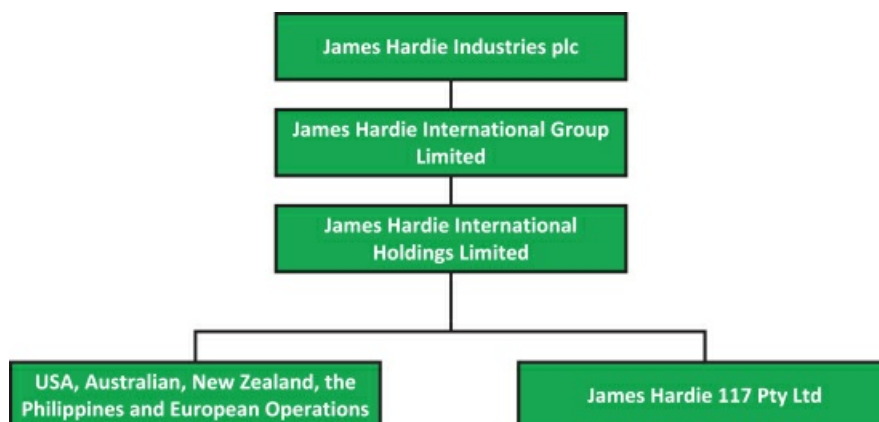 James Hardie Industries plc
James Hardie International Group
Limited
James Hardie International
Holdings Limited
USA, Australian, New Zealand, the
Philippines and European Operations
James Hardie 117 Pty Ltd